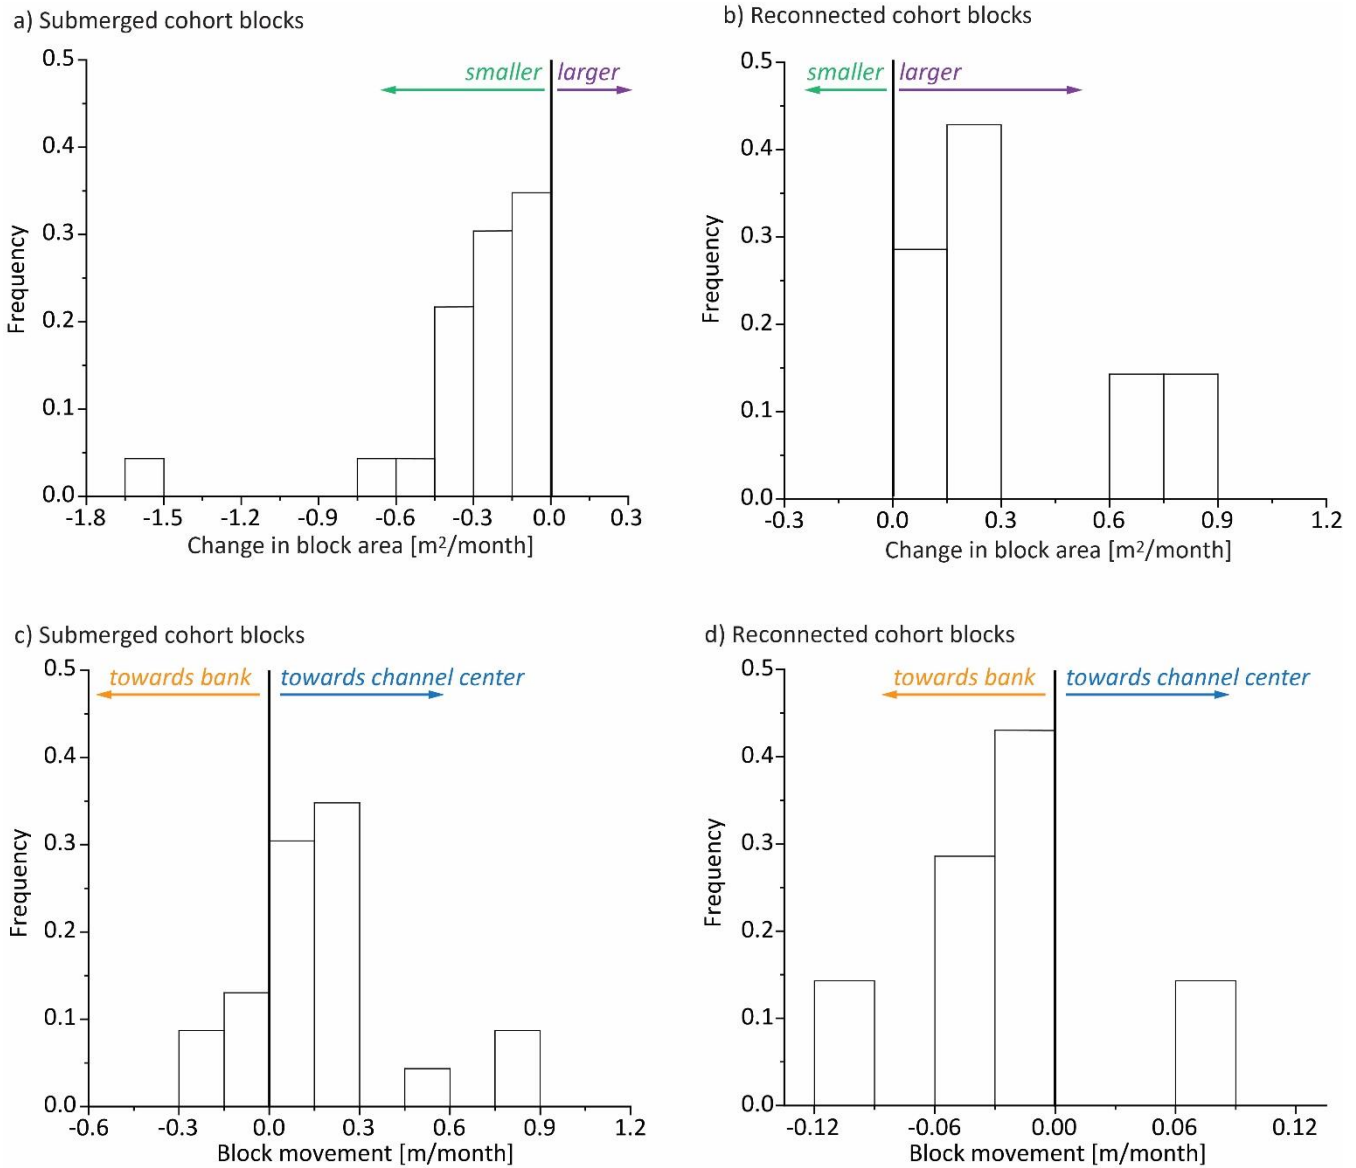 a) Submerged cohort blocks
smaller larger
0.5
0.4
0.3
0.2
0.1
0.0
Frequency
-1.8 -1.5 -1.2 -0.9 -0.6 -0.3 0.0 0.3
Change in block area [m²/month]
b) Reconnected cohort blocks
smaller larger
0.5
0.4
0.3
0.2
0.1
0.0
Frequency
-0.3 0.0 0.3 0.6 0.9 1.2
Change in block area [m²/month]
c) Submerged cohort blocks
towards bank towards channel center
0.5
0.4
0.3
0.2
0.1
0.0
Frequency
-0.6 -0.3 0.0 0.3 0.6 0.9 1.2
Block movement [m/month]
d) Reconnected cohort blocks
towards bank towards channel center
0.5
0.4
0.3
0.2
0.1
0.0
Frequency
-0.12 -0.06 0.00 0.06 0.12
Block movement [m/month]